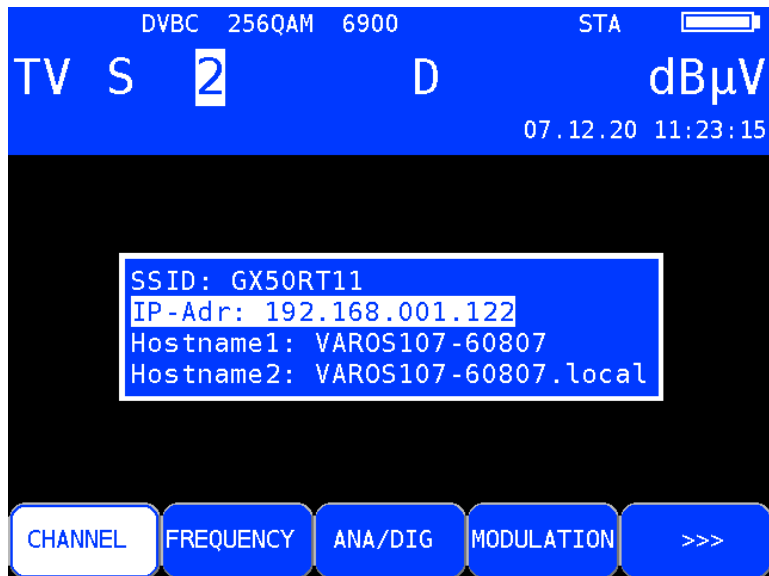 DVBC 256QAM 6900 STA
TV S 2 D dBµV
07.12.20 11:23:15
SSID: GX50RT11
IP-Adr: 192.168.001.122
Hostname1: VAROS107-60807
Hostname2: VAROS107-60807.local
CHANNEL FREQUENCY ANA/DIG MODULATION >>>